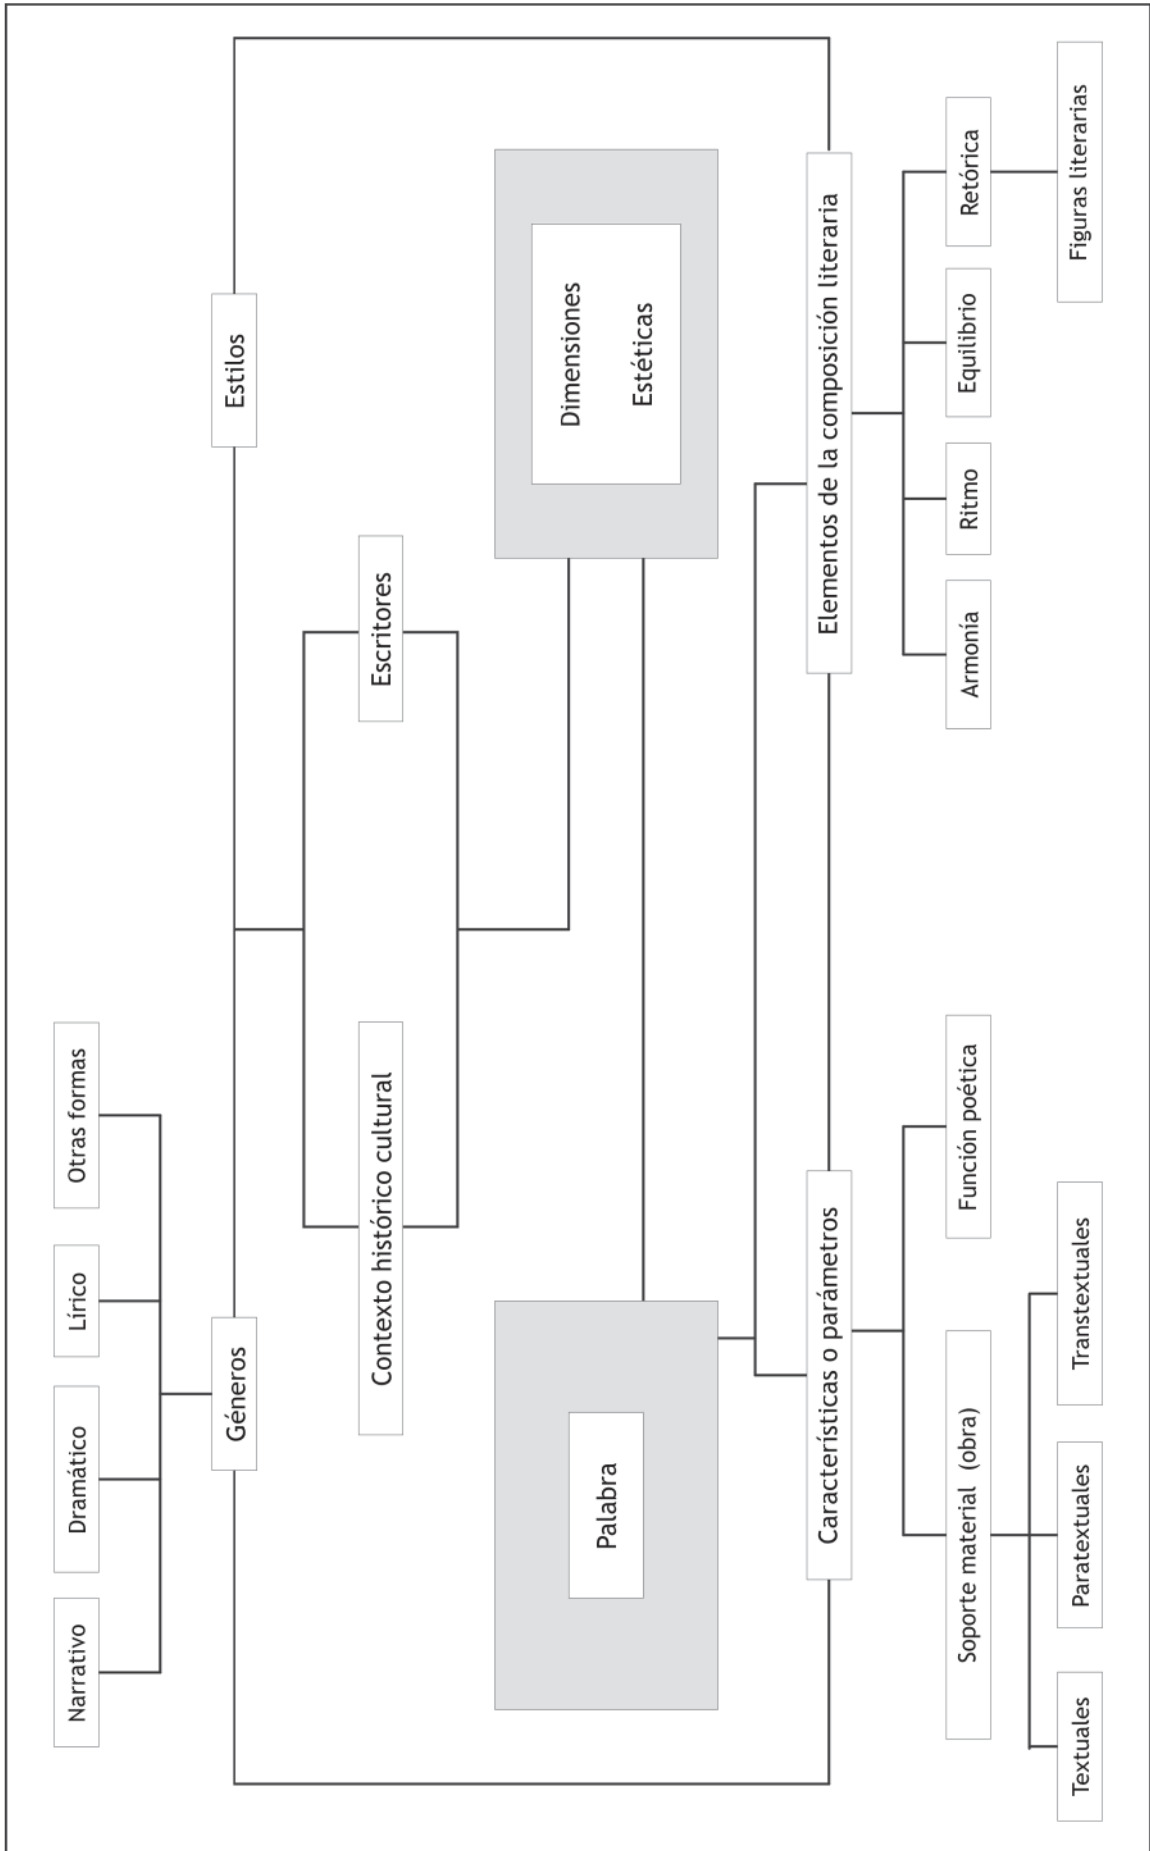 Narrativo
Dramático
Lírico
Otras formas
Géneros
Estilos
Contexto histórico cultural
Escritores
Palabra
Dimensiones
Estéticas
Características o parámetros
Elementos de la composición literaria
Soporte material (obra)
Función poética
Armonía
Ritmo
Equilibrio
Retórica
Textuales
Paratextuales
Transtextuales
Figuras literarias